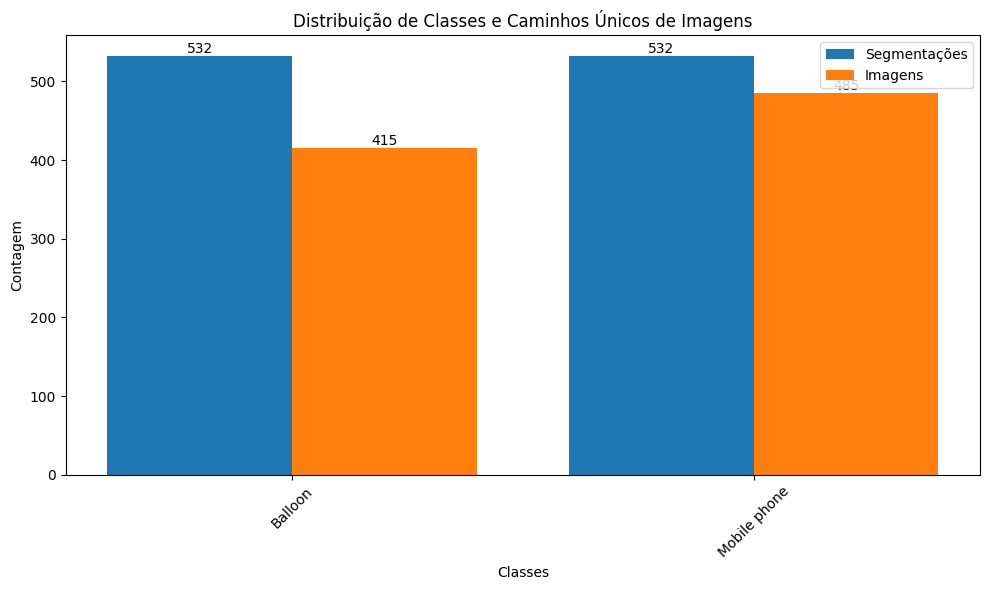 Distribuição de Classes e Caminhos Únicos de Imagens
532
415
532
485
Segmentações
Imagens
Contagem
500
400
300
200
100
0
Balloon
Mobile phone
Classes